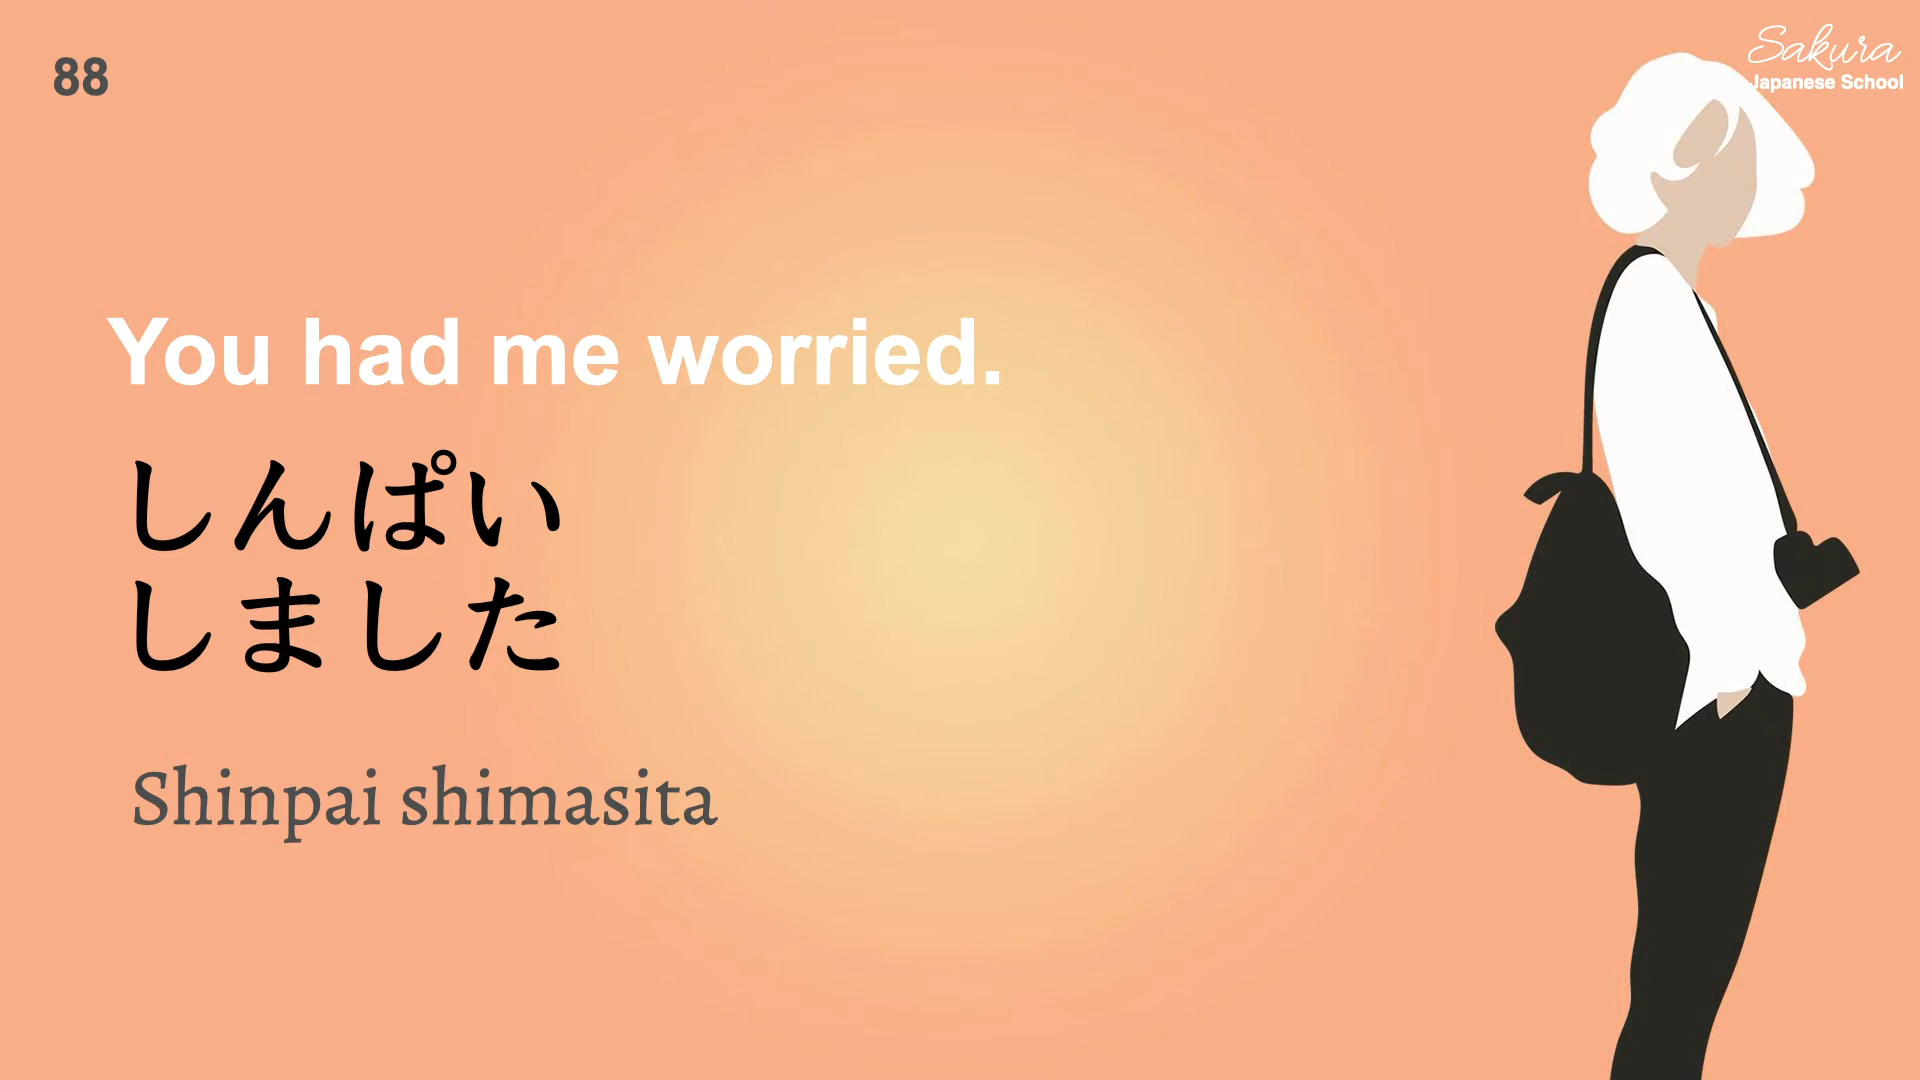 88
Sakura
Japanese School
You had me worried.
しんぱい
しました
Shinpai shimasita